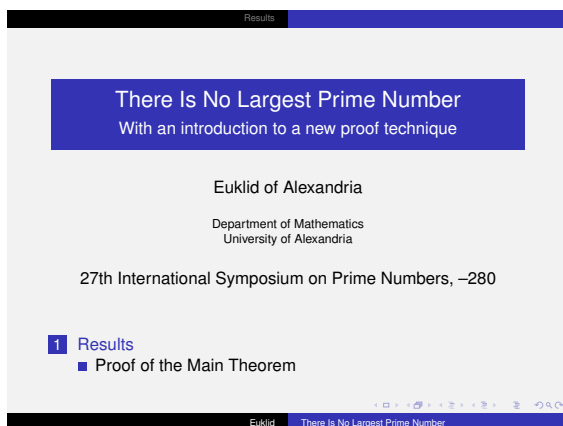 Results
There Is No Largest Prime Number
With an introduction to a new proof technique
Euklid of Alexandria
Department of Mathematics
University of Alexandria
27th International Symposium on Prime Numbers, –280
1 Results
Proof of the Main Theorem
Euklid There Is No Largest Prime Number